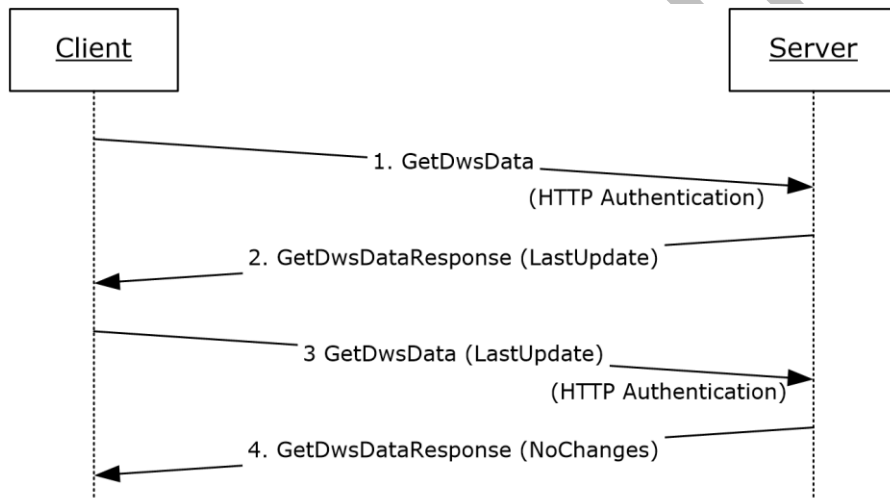 Client
Server
1. GetDwsData
(HTTP Authentication)
2. GetDwsDataResponse (LastUpdate)
3 GetDwsData (LastUpdate)
(HTTP Authentication)
4. GetDwsDataResponse (NoChanges)